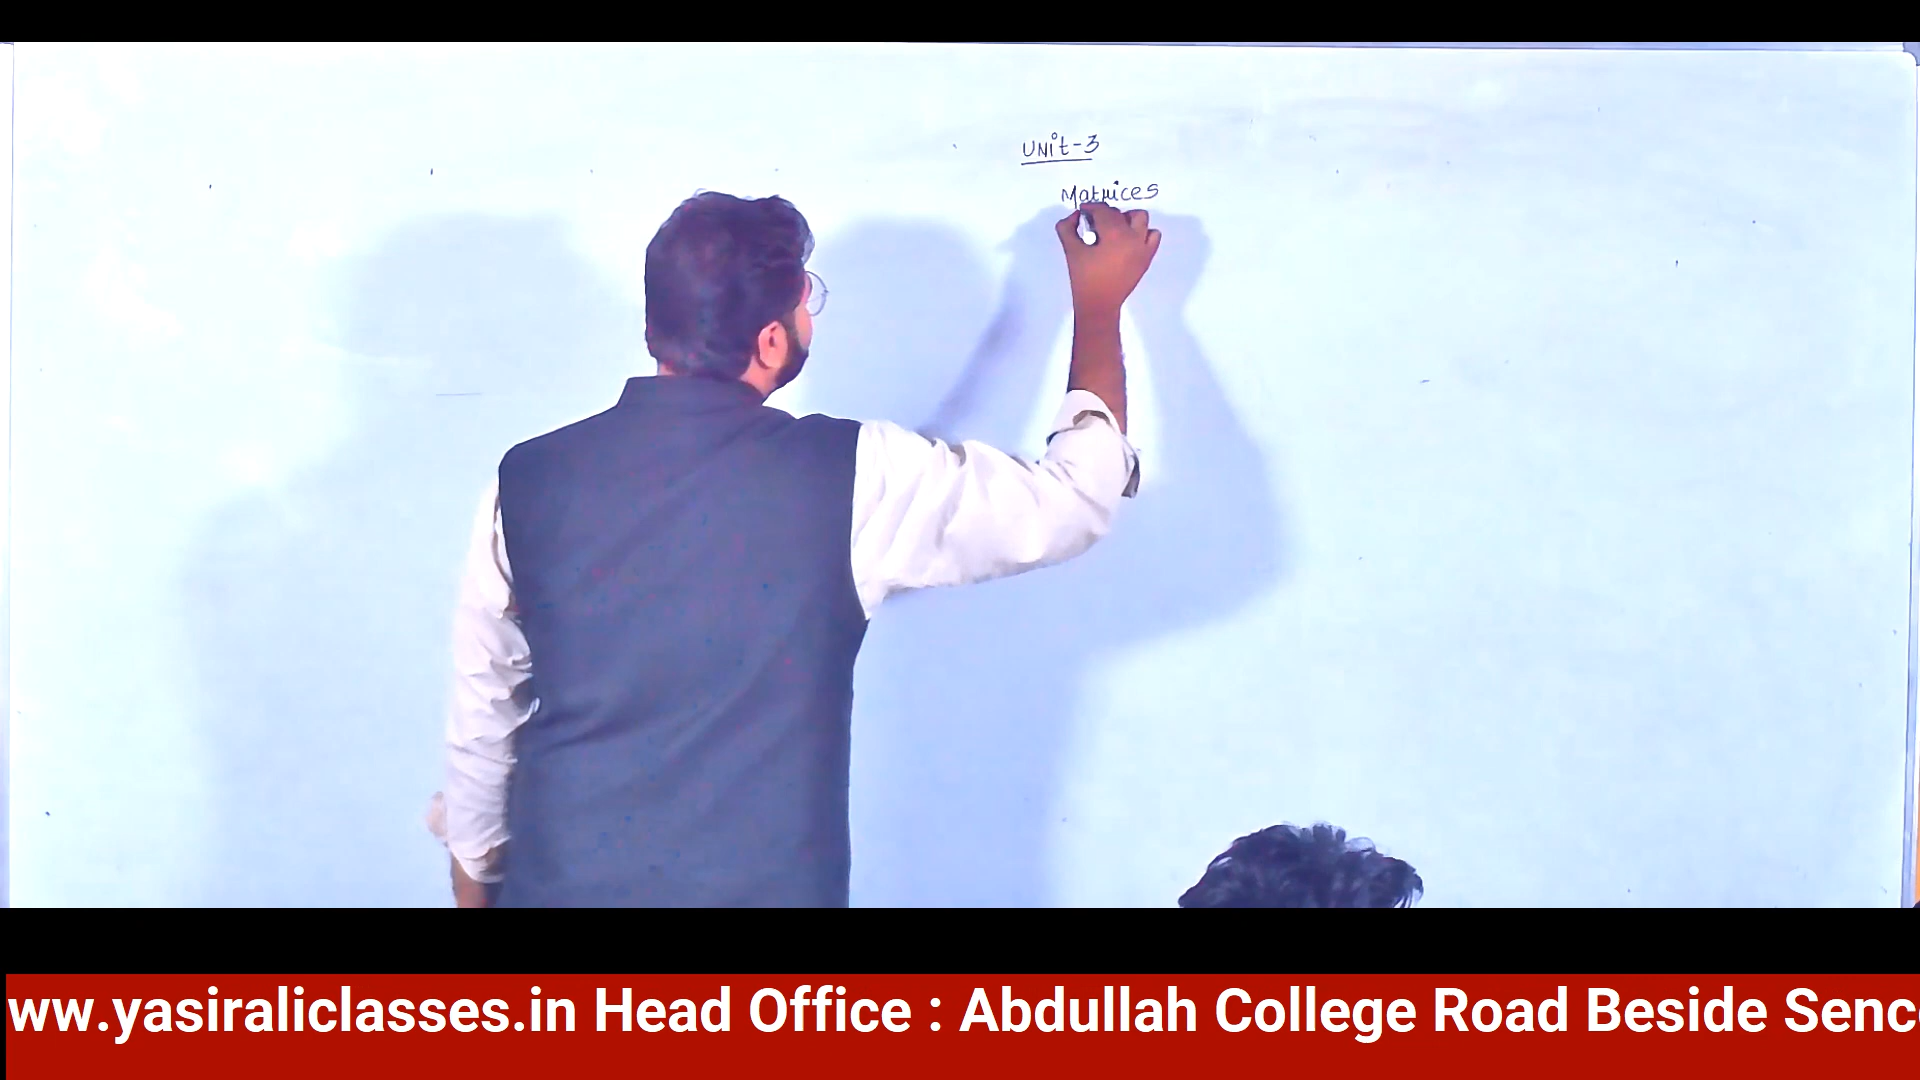 UNit-3
Matrices
ww.yasiraliclasses.in Head Office : Abdullah College Road Beside Senc